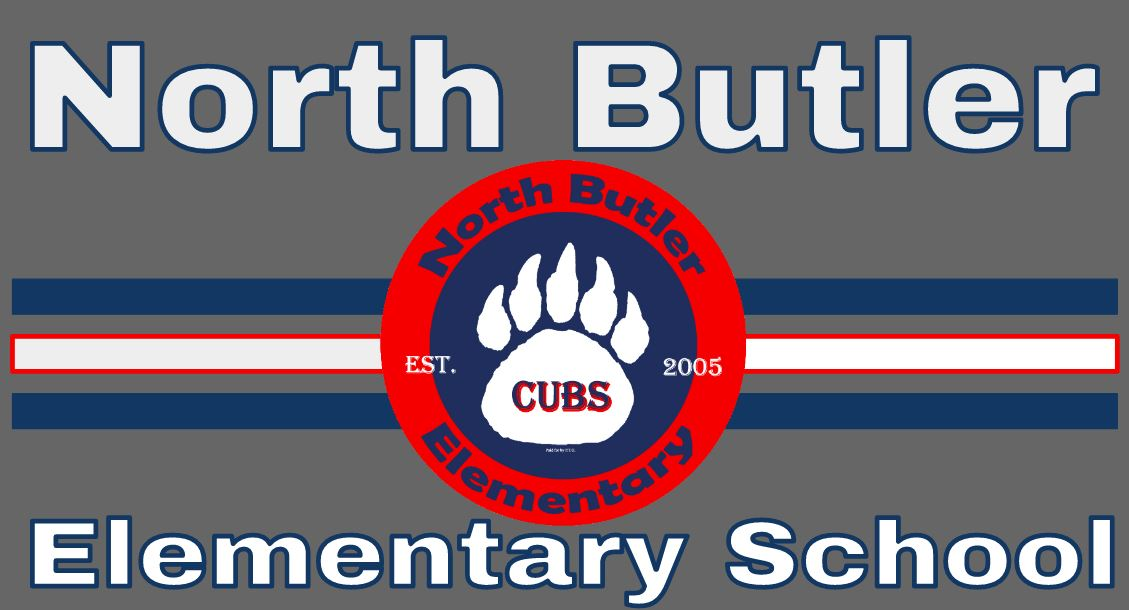 North Butler
North Butler
EST. 2005
CUBS
Elementary
Elementary School